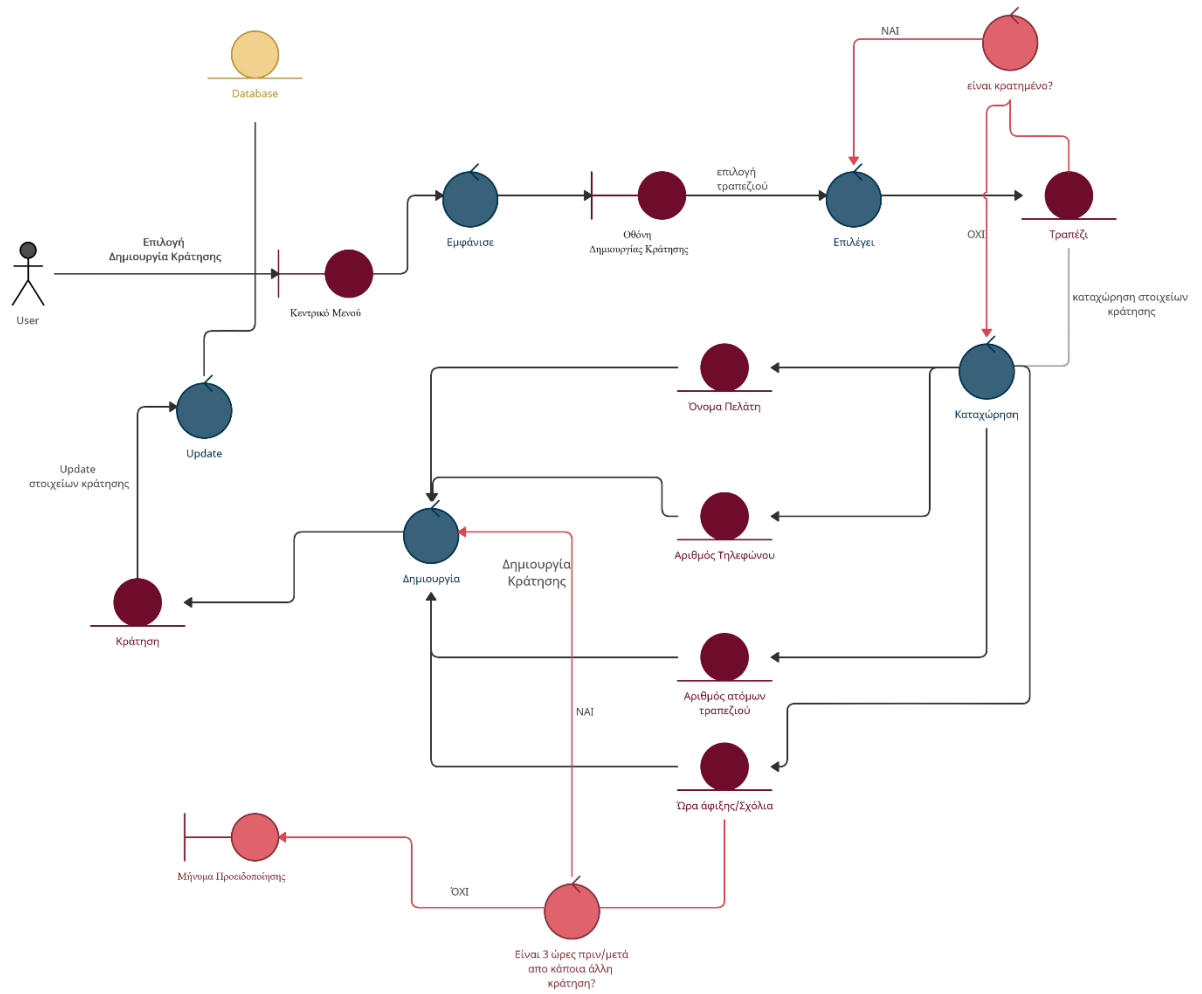 ΝΑΙ
είναι κρατημένο?
Database
επιλογή
τραπεζιού
Επιλογή
Δημιουργία Κράτησης
Εμφάνισε
Οθόνη
Δημιουργίας Κράτησης
Επιλέγει
ΟΧΙ
Τραπέζι
User
Κεντρικό Μενού
καταχώρηση στοιχείων
κράτησης
Όνομα Πελάτη
Καταχώρηση
Update
Update
στοιχείων κράτησης
Αριθμός Τηλεφώνου
Δημιουργία
Κράτησης
Δημιουργία
Κράτηση
Αριθμός ατόμων
τραπεζιού
ΝΑΙ
Ώρα άφιξης/Σχόλια
Μήνυμα Προειδοποίησης
ΌΧΙ
Είναι 3 ώρες πριν/μετά
απο κάποια άλλη
κράτηση?